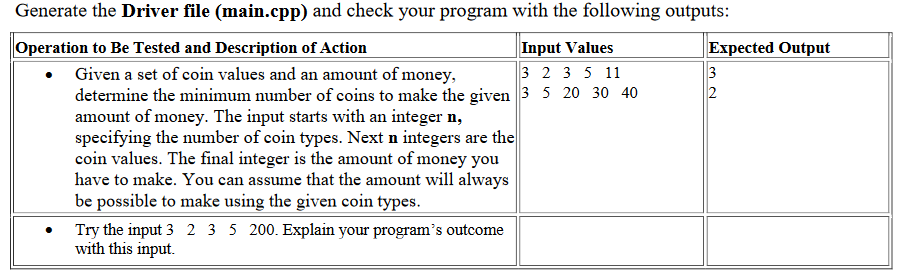 Generate the Driver file (main.cpp) and check your program with the following outputs:
Operation to Be Tested and Description of Action Input Values Expected Output
• Given a set of coin values and an amount of money, 3 2 3 5 11 3
determine the minimum number of coins to make the given 3 5 20 30 40 2
amount of money. The input starts with an integer n,
specifying the number of coin types. Next n integers are the
coin values. The final integer is the amount of money you
have to make. You can assume that the amount will always
be possible to make using the given coin types.
• Try the input 3 2 3 5 200. Explain your program's outcome
with this input.